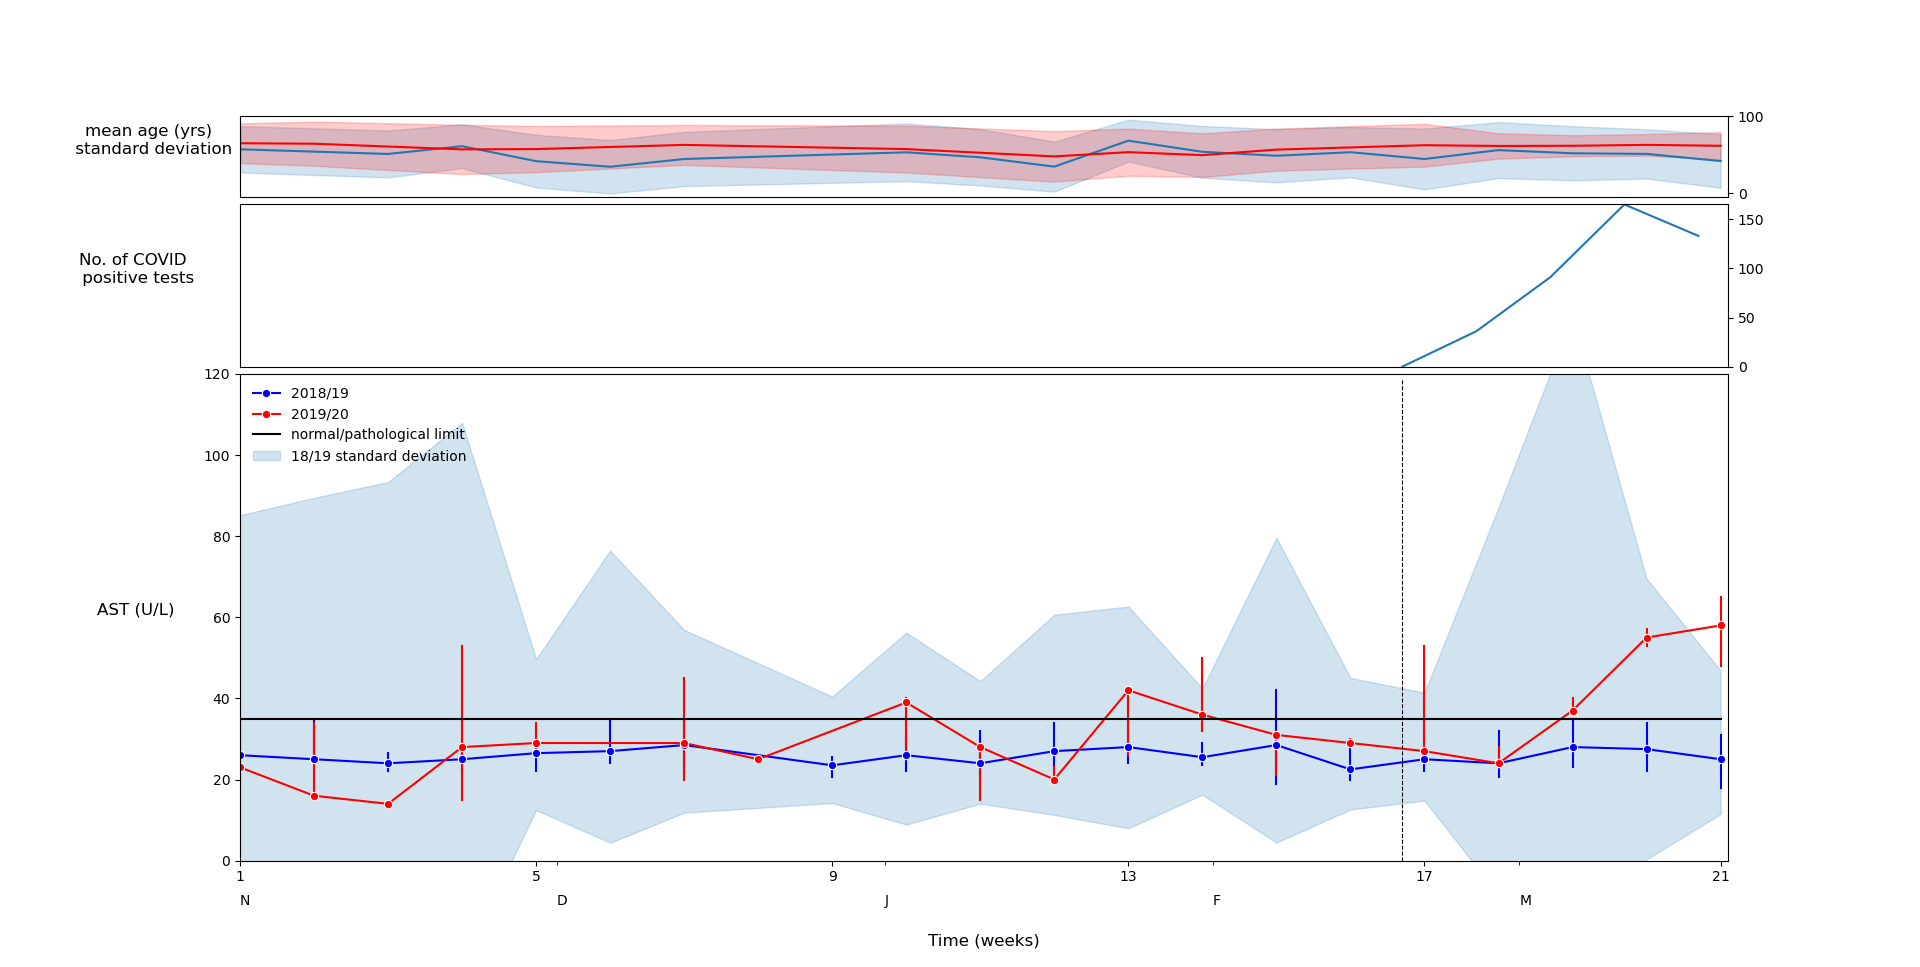 mean age (yrs)
standard deviation
100
0
No. of COVID
positive tests
150
100
50
0
120
100
80
60
40
20
0
2018/19
2019/20
normal/pathological limit
18/19 standard deviation
AST (U/L)
1 5 9 13 17 21
N D J F M
Time (weeks)